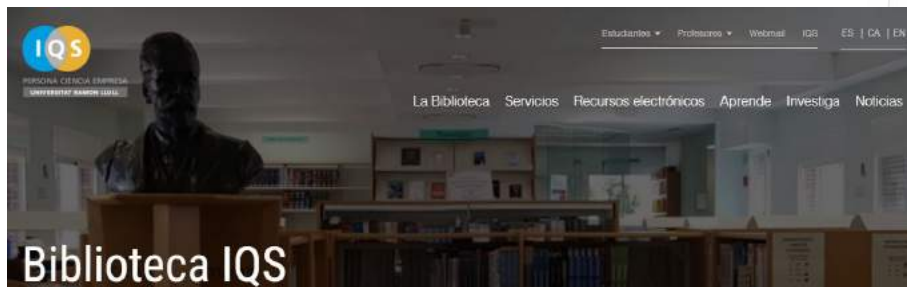 Estudiantes ▾ Profesores ▾ Webmail IQS ES | CA | EN
IQS
PERSONA CIENCIA EMPRESA
UNIVERSITAT RAMON LLULL
La Biblioteca Servicios Recursos electrónicos Aprende Investiga Noticias
Biblioteca IQS